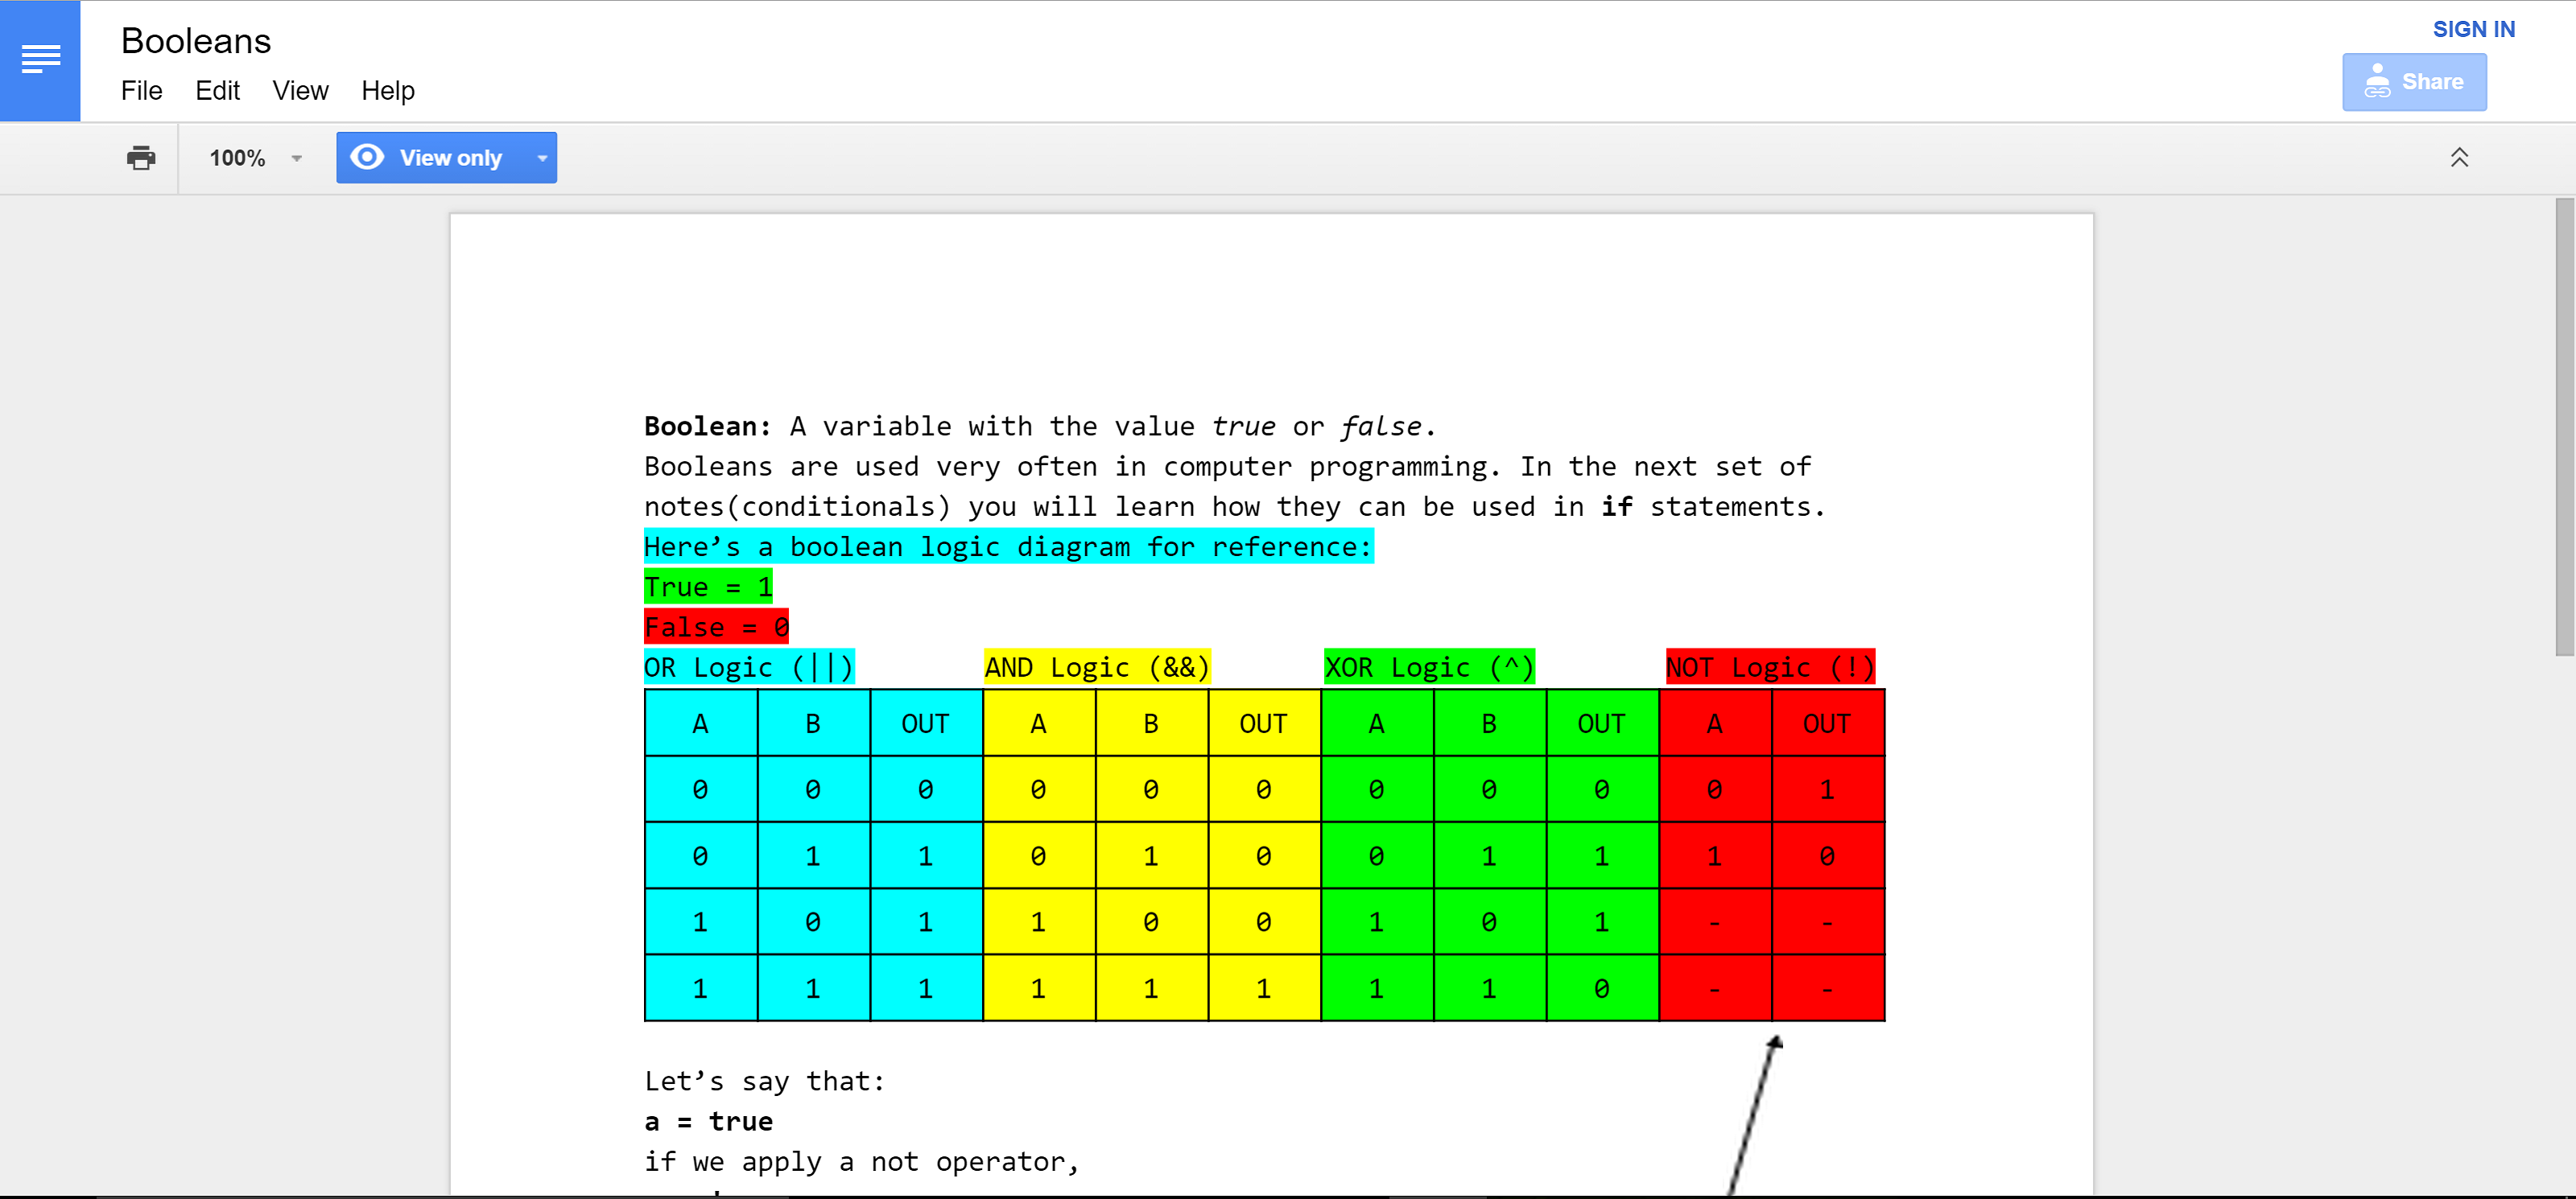 Booleans
SIGN IN
File Edit View Help
Share
100% View only
Boolean: A variable with the value true or false.
Booleans are used very often in computer programming. In the next set of
notes(conditionals) you will learn how they can be used in if statements.
Here’s a boolean logic diagram for reference:
True = 1
False = 0
OR Logic (||) AND Logic (&&) XOR Logic (^) NOT Logic (!)
A B OUT A B OUT A B OUT A OUT
0 0 0 0 0 0 0 0 0 0 1
0 1 1 0 1 0 0 1 1 1 0
1 0 1 1 0 0 1 0 1 - -
1 1 1 1 1 1 1 1 0 - -
Let’s say that:
a = true
if we apply a not operator,